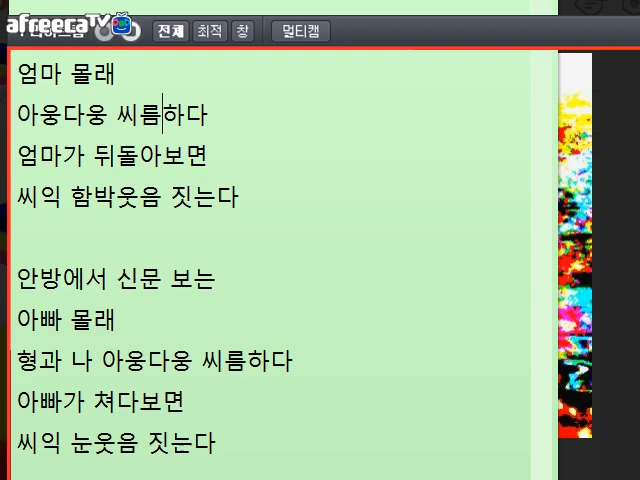 afreecaTV
전체 최적 창 멀티캠
엄마 몰래
아웅다웅 씨름하다
엄마가 뒤돌아보면
씨익 함박웃음 짓는다
안방에서 신문 보는
아빠 몰래
형과 나 아웅다웅 씨름하다
아빠가 쳐다보면
씨익 눈웃음 짓는다